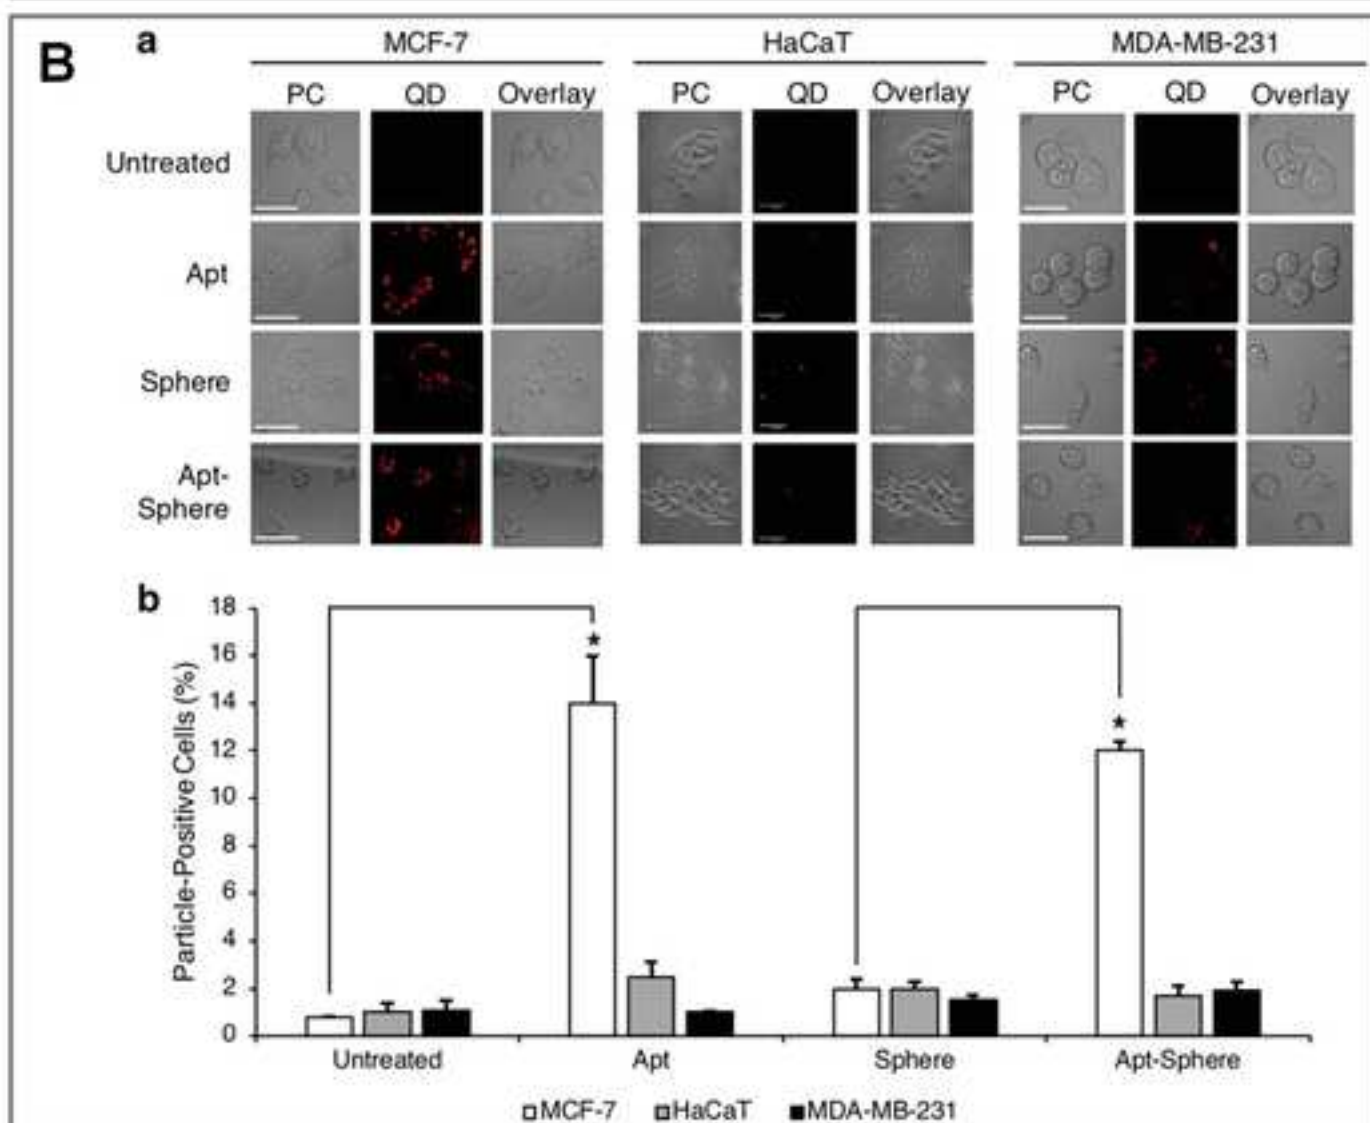 B
a
MCF-7 HaCaT MDA-MB-231
PC QD Overlay PC QD Overlay PC QD Overlay
Untreated
Apt
Sphere
Apt-
Sphere
b
Particle-Positive Cells (%)
18
16
14
12
10
8
6
4
2
0
*
*
Untreated Apt Sphere Apt-Sphere
MCF-7 HaCaT MDA-MB-231